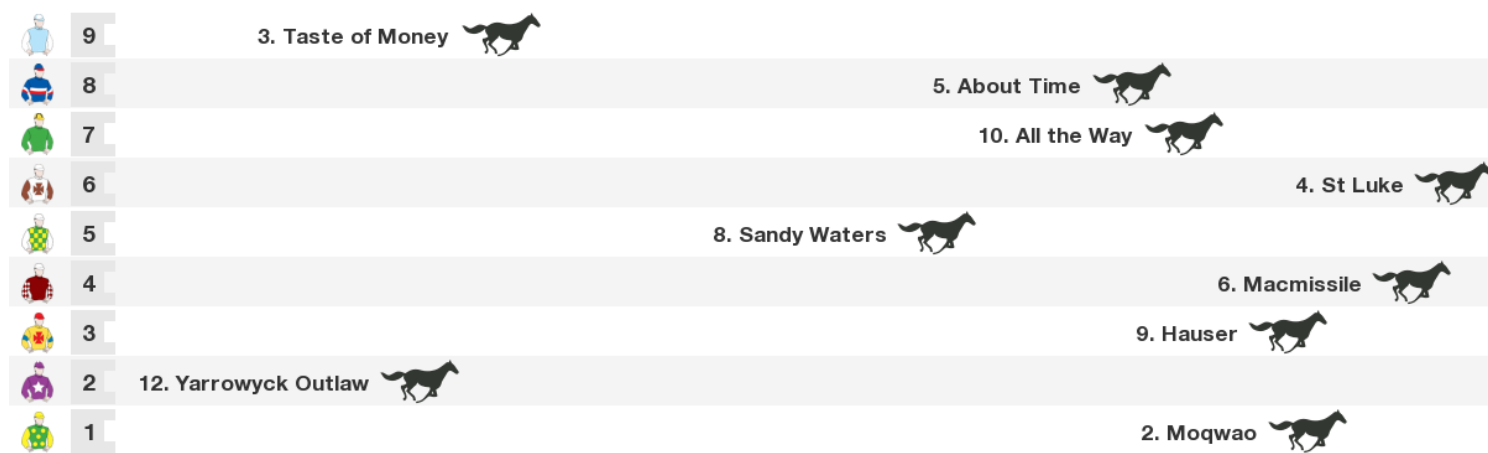 9 3. Taste of Money
8 5. About Time
7 10. All the Way
6 4. St Luke
5 8. Sandy Waters
4 6. Macmissile
3 9. Hauser
2 12. Yarrowyck Outlaw
1 2. Moqwao